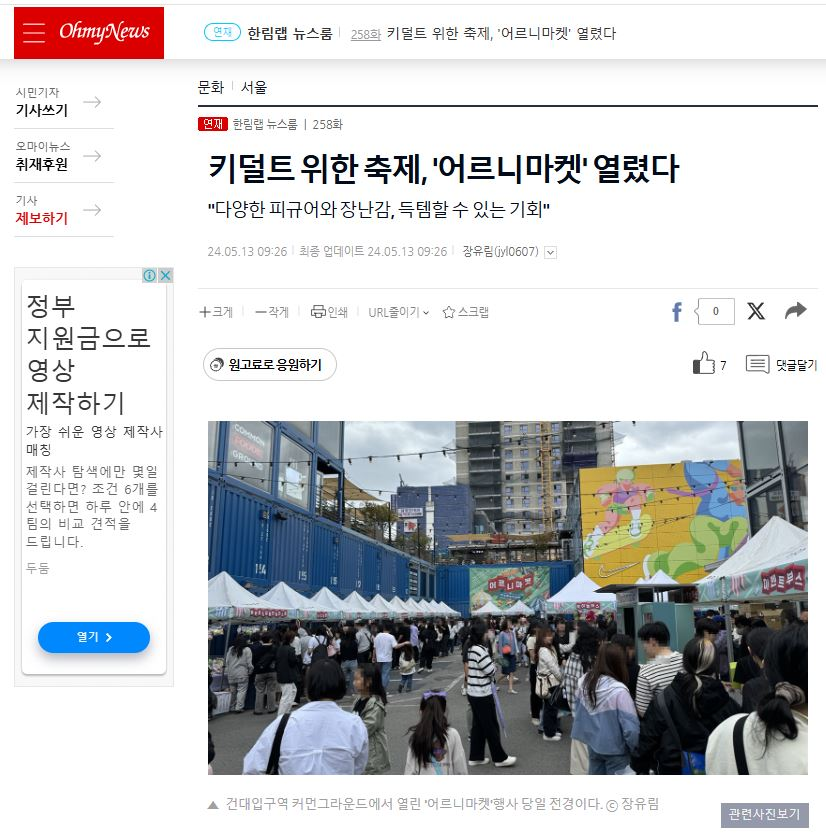 OhmyNews
연재 한림랩 뉴스룸 258화 키덜트 위한 축제, '어르니마켓' 열렸다
시민기자
기사쓰기
오마이뉴스
취재후원
기사
제보하기
정부
지원금으로
영상
제작하기
가장 쉬운 영상 제작사
매칭
제작사 탐색에만 몇일
걸린다면? 조건 6개를
선택하면 하루 안에 4
팀의 비교 견적을
드립니다.
두둠
열기
문화 서울
연재 한림랩 뉴스룸 | 258화
키덜트 위한 축제, '어르니마켓' 열렸다
"다양한 피규어와 장난감, 득템할 수 있는 기회"
24.05.13 09:26 최종 업데이트 24.05.13 09:26 장유림(jyl0607)
크게 작게 인쇄 URL줄이기 스크랩
0
원고료로 응원하기
7 댓글달기
COMMON
FOODS
GROUND
114
어르니마켓
이벤트부스
▲ 건대입구역 커먼그라운드에서 열린 '어르니마켓'행사 당일 전경이다. ⓒ 장유림
관련사진보기